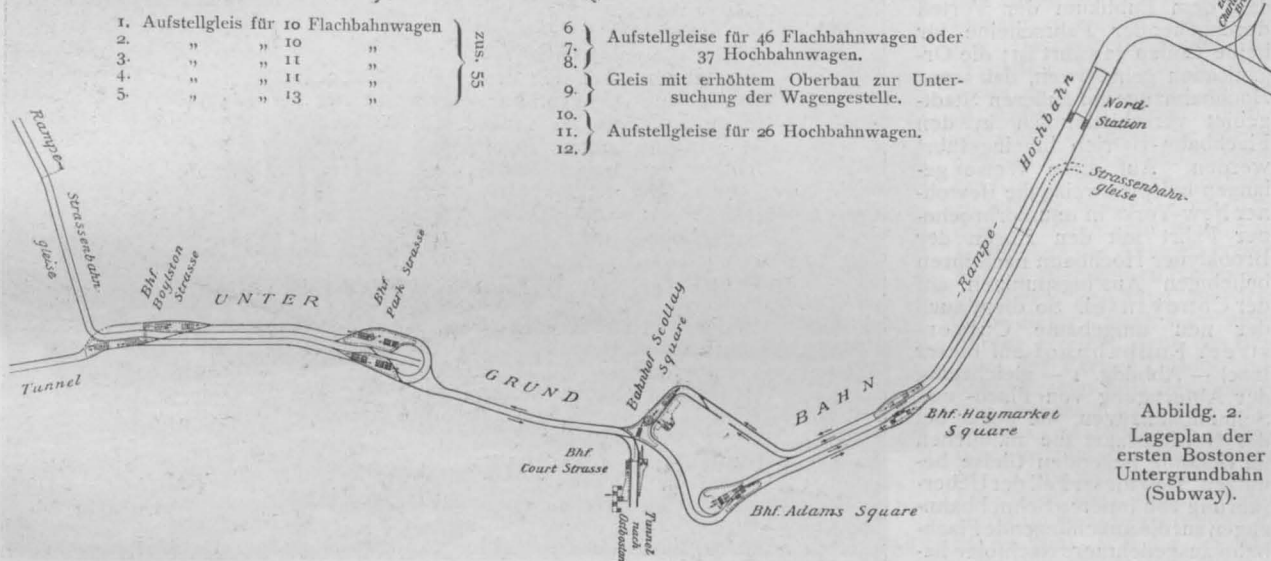 1. Aufstellgleis für 10 Flachbahnwagen
2. „ „ 10 „
3. „ „ 11 „
4. „ „ 11 „
5. „ „ 13 „
zus. 55
6
7.
8.
Aufstellgleise für 46 Flachbahnwagen oder
37 Hochbahnwagen.
9.
Gleis mit erhöhtem Oberbau zur Unter-
suchung der Wagengestelle.
10.
11.
12.
Aufstellgleise für 26 Hochbahnwagen.
Rampe
Strassenbahn
gleise
Tunnel
Bhf.
Boylston
Strasse
UNTER
Bhf.
Park Strasse
GRUND
Bahnhof Scollay
Square
Bhf.
Court Strasse
Tunnel
nach
Ostboston
BAHN
Bhf. Adams Square
Bhf. Haymarket
Square
-Rampe-
Hochbahn
Nord-
Station
Strassenbahn-
gleise
Abbildg. 2.
Lageplan der
ersten Bostoner
Untergrundbahn
(Subway).